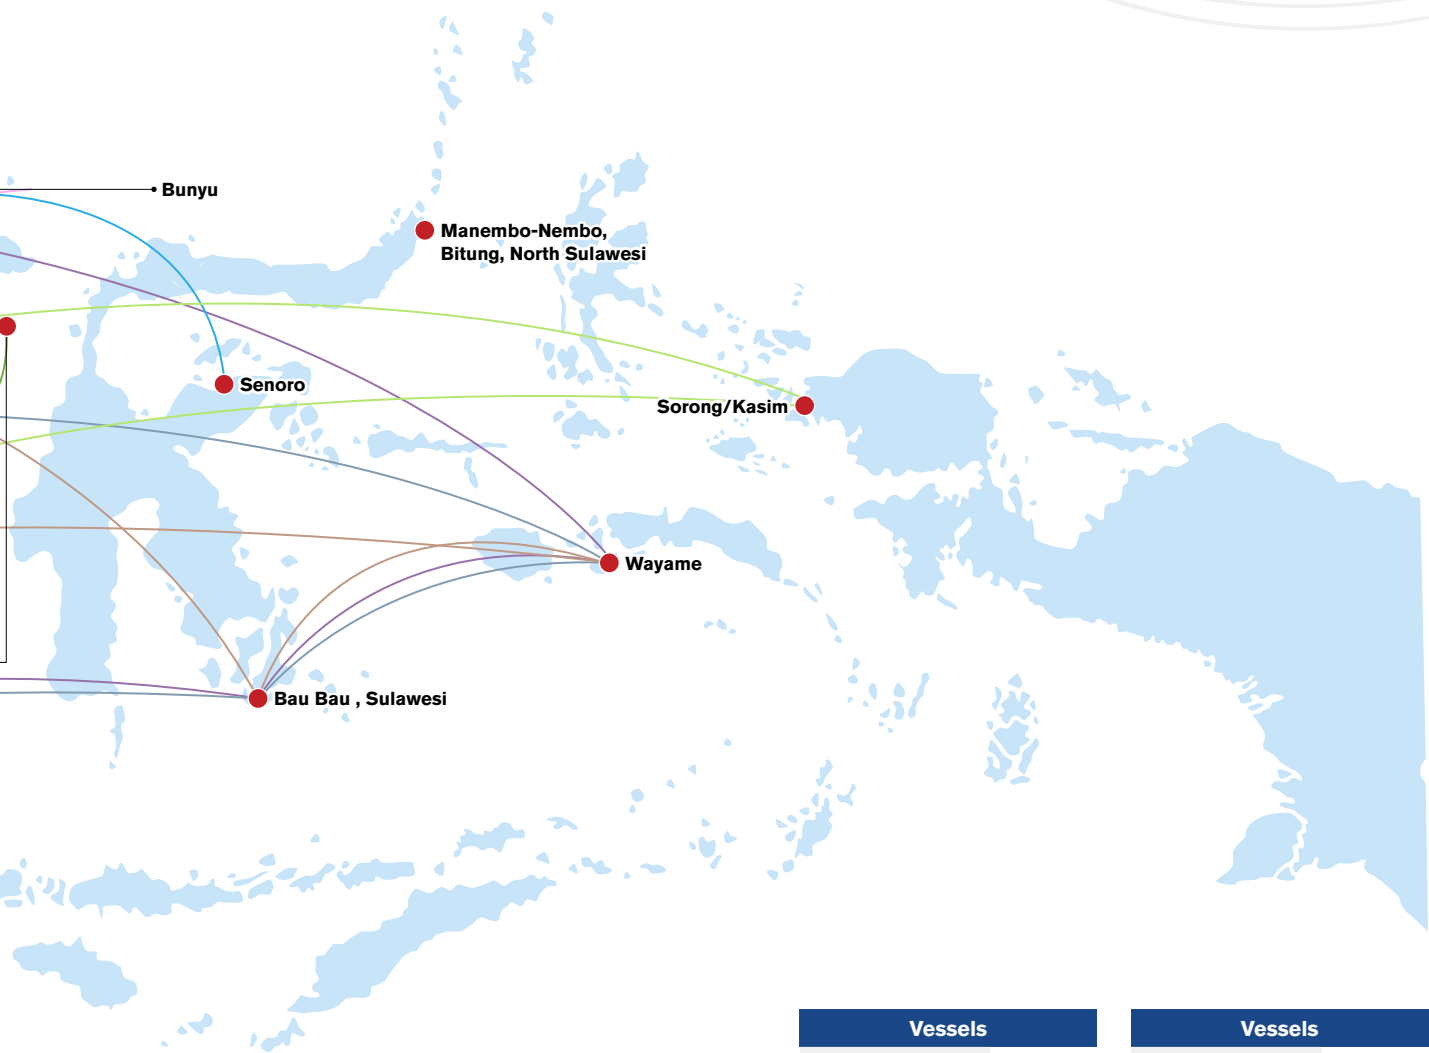 Bunyu
Manembo-Nembo,
Bitung, North Sulawesi
Senoro
Sorong/Kasim
Wayame
Bau Bau , Sulawesi
Vessels
Vessels